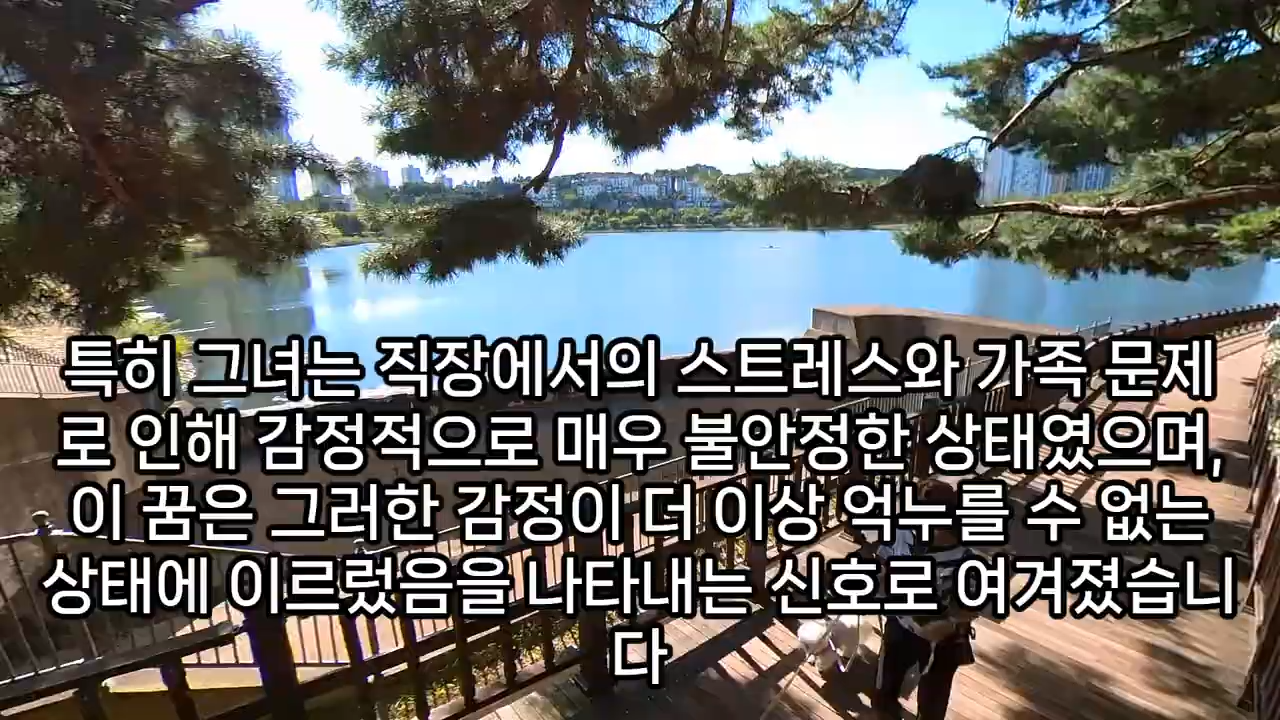 특히 그녀는 직장에서의 스트레스와 가족 문제
로 인해 감정적으로 매우 불안정한 상태였으며,
이 꿈은 그러한 감정이 더 이상 억누를 수 없는
상태에 이르렀음을 나타내는 신호로 여겨졌습니
다